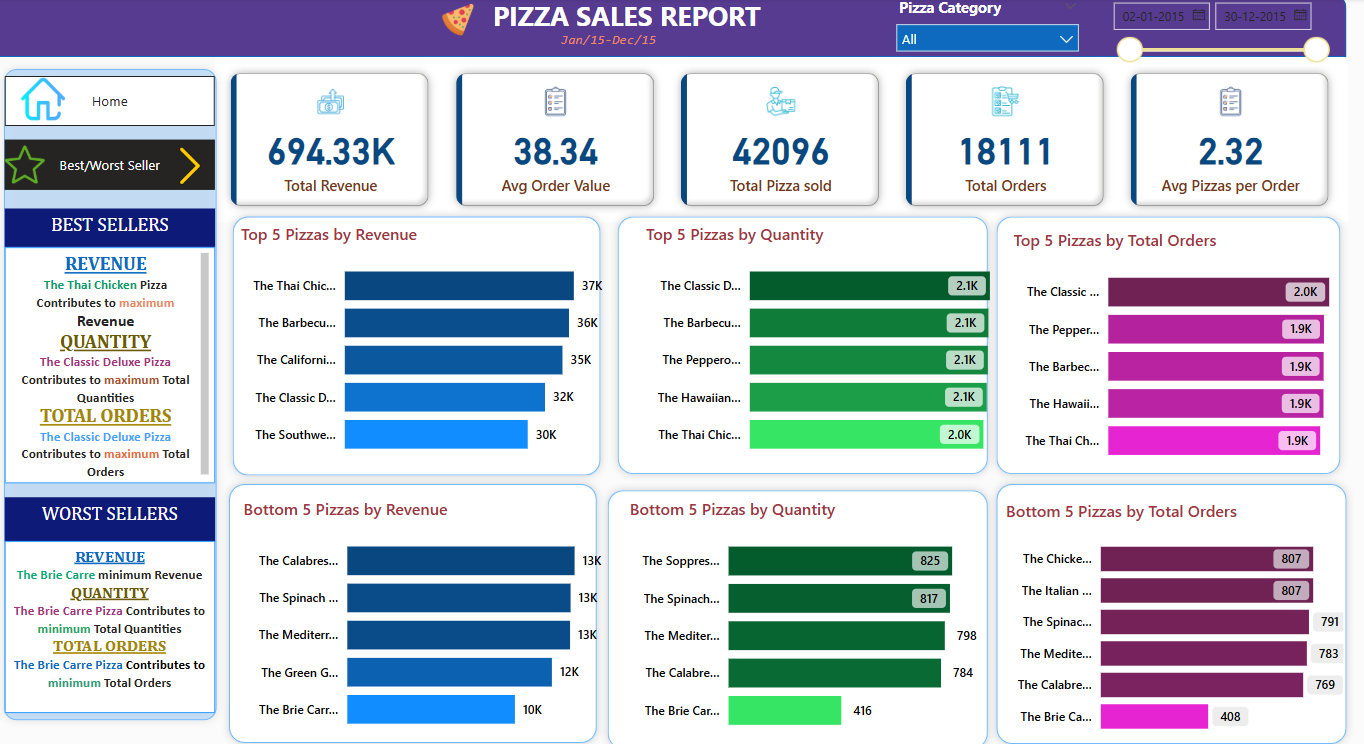 PIZZA SALES REPORT
Jan/15-Dec/15
Pizza Category
All
02-01-2015
30-12-2015
Home
Best/Worst Seller
BEST SELLERS
REVENUE
The Thai Chicken Pizza
Contributes to maximum
Revenue
QUANTITY
The Classic Deluxe Pizza
Contributes to maximum Total
Quantities
TOTAL ORDERS
The Classic Deluxe Pizza
Contributes to maximum Total
Orders
WORST SELLERS
REVENUE
The Brie Carre minimum Revenue
QUANTITY
The Brie Carre Pizza Contributes to
minimum Total Quantities
TOTAL ORDERS
The Brie Carre Pizza Contributes to
minimum Total Orders
694.33K
Total Revenue
38.34
Avg Order Value
42096
Total Pizza sold
18111
Total Orders
2.32
Avg Pizzas per Order
Top 5 Pizzas by Revenue
The Thai Chic... 37K
The Barbecu... 36K
The Californi... 35K
The Classic D... 32K
The Southwe... 30K
Top 5 Pizzas by Quantity
The Classic D... 2.1K
The Barbecu... 2.1K
The Peppero... 2.1K
The Hawaiian... 2.1K
The Thai Chic... 2.0K
Top 5 Pizzas by Total Orders
The Classic ... 2.0K
The Pepper... 1.9K
The Barbec... 1.9K
The Hawaii... 1.9K
The Thai Ch... 1.9K
Bottom 5 Pizzas by Revenue
The Calabres... 13K
The Spinach ... 13K
The Mediterr... 13K
The Green G... 12K
The Brie Carr... 10K
Bottom 5 Pizzas by Quantity
The Soppres... 825
The Spinach... 817
The Mediter... 798
The Calabre... 784
The Brie Car... 416
Bottom 5 Pizzas by Total Orders
The Chicke... 807
The Italian ... 807
The Spinac... 791
The Medite... 783
The Calabre... 769
The Brie Ca... 408